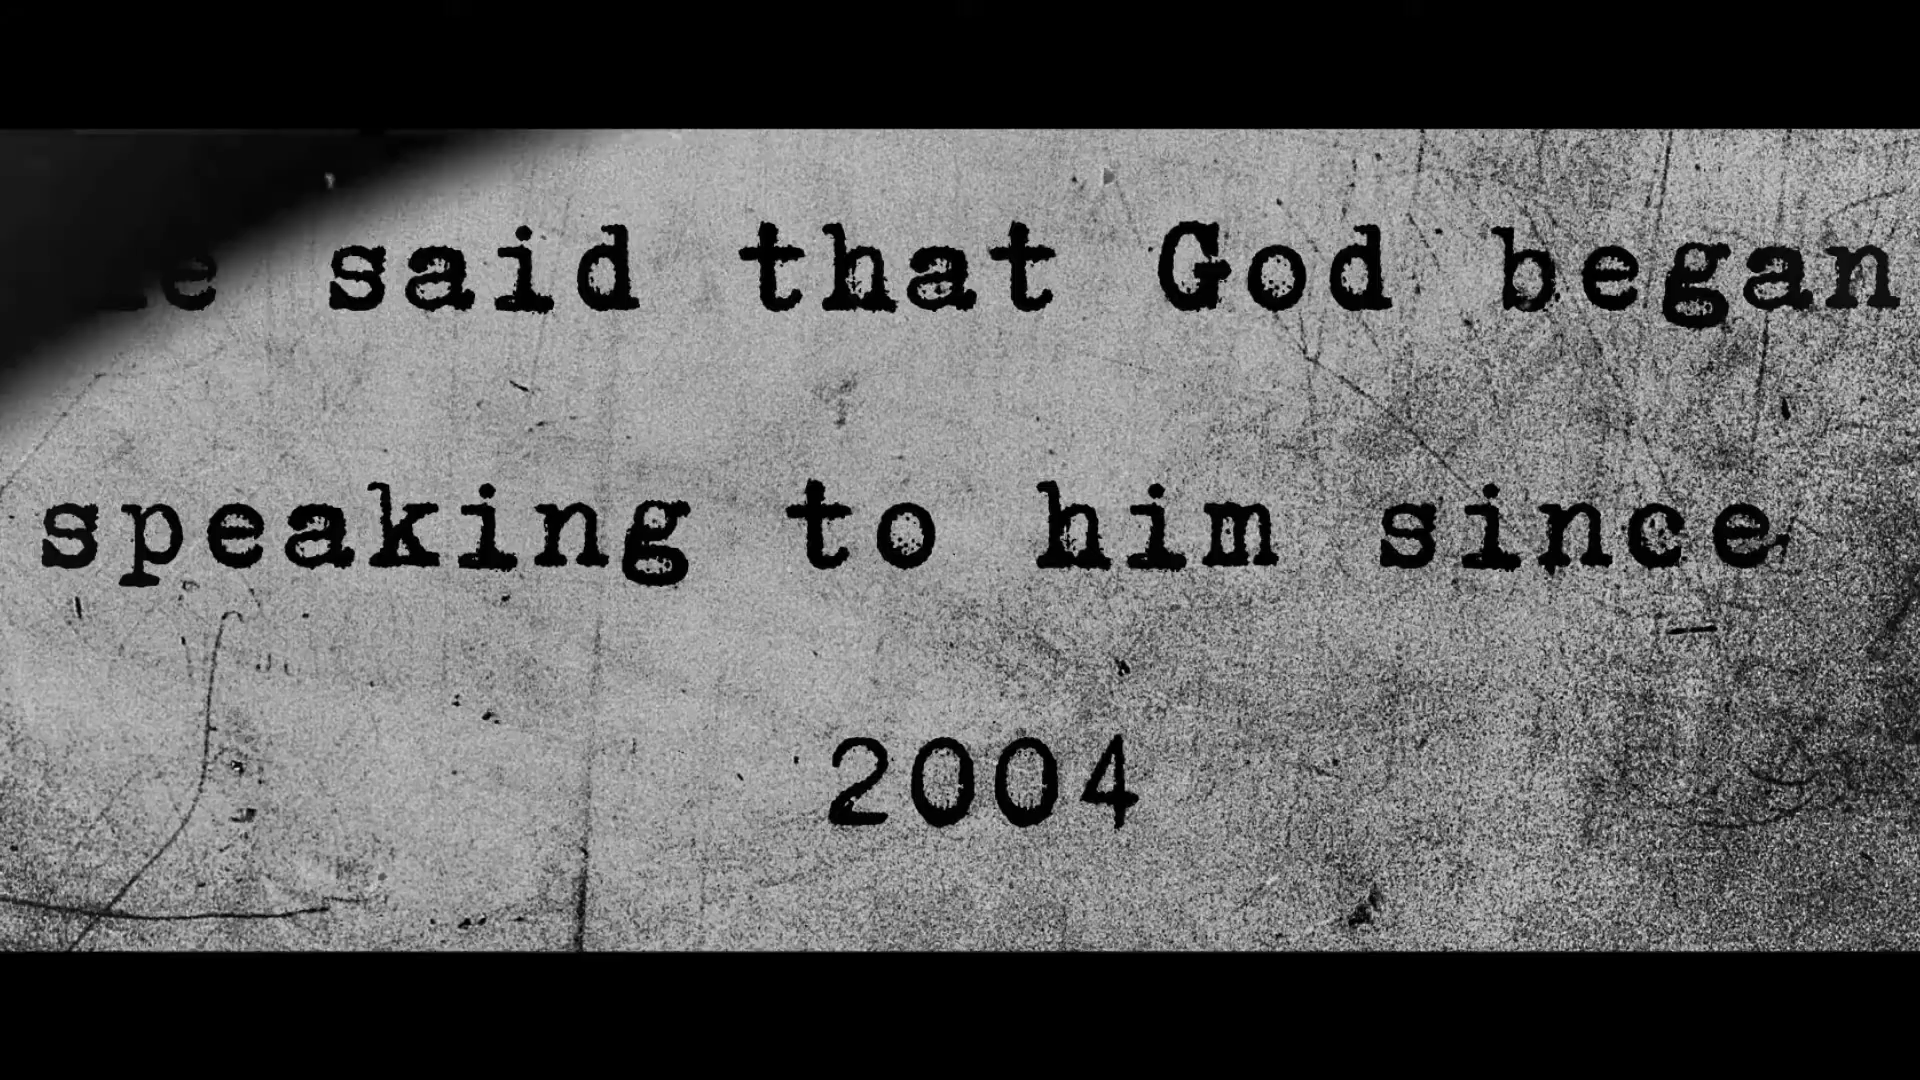 said that God began
speaking to him since
2004